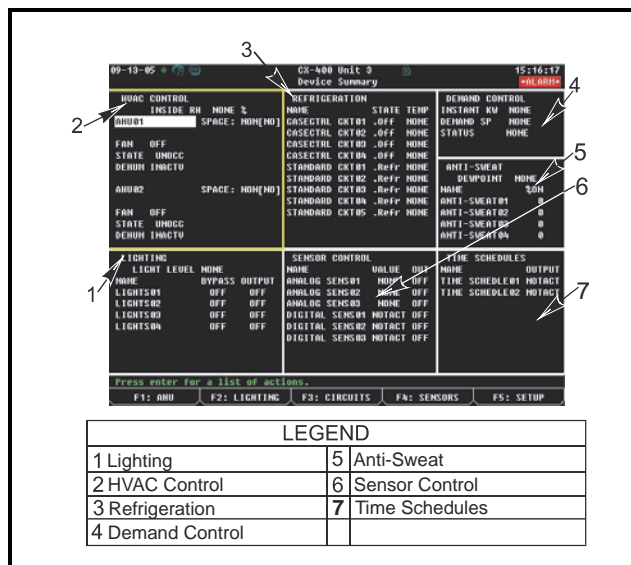 3
09-13-05
CX-400 Unit 3
15:16:17
Device Summary
*ALARM*
4
HVAC CONTROL
INSIDE RH NONE %
2
AHU01 SPACE: NON[NO]
FAN OFF
STATE UNOCC
DEHUM INACTV
AHU02 SPACE: NON[NO]
FAN OFF
STATE UNOCC
DEHUM INACTV
REFRIGERATION
NAME STATE TEMP
CASECTRL CKT01 .Off NONE
CASECTRL CKT02 .Off NONE
CASECTRL CKT03 .Off NONE
CASECTRL CKT04 .Off NONE
STANDARD CKT01 .Refr NONE
STANDARD CKT02 .Refr NONE
STANDARD CKT03 .Refr NONE
STANDARD CKT04 .Refr NONE
STANDARD CKT05 .Refr NONE
DEMAND CONTROL
INSTANT KW NONE
DEMAND SP NONE
STATUS NONE
5
6
ANTI-SWEAT
DEWPOINT NONE
NAME %ON
ANTI-SWEAT01 0
ANTI-SWEAT02 0
ANTI-SWEAT03 0
ANTI-SWEAT04 0
LIGHTING
LIGHT LEVEL NONE
1
NAME BYPASS OUTPUT
LIGHTS01 OFF OFF
LIGHTS02 OFF OFF
LIGHTS03 OFF OFF
LIGHTS04 OFF OFF
SENSOR CONTROL
NAME VALUE OUT
ANALOG SENS01 NONE OFF
ANALOG SENS02 NONE OFF
ANALOG SENS03 NONE OFF
DIGITAL SENS01 NOTACT OFF
DIGITAL SENS02 NOTACT OFF
DIGITAL SENS03 NOTACT OFF
TIME SCHEDULES
NAME OUTPUT
TIME SCHEDLE01 NOTACT
TIME SCHEDLE02 NOTACT
7
Press enter for a list of actions.
F1: AHU F2: LIGHTING F3: CIRCUITS F4: SENSORS F5: SETUP
LEGEND
1 Lighting 5 Anti-Sweat
2 HVAC Control 6 Sensor Control
3 Refrigeration 7 Time Schedules
4 Demand Control